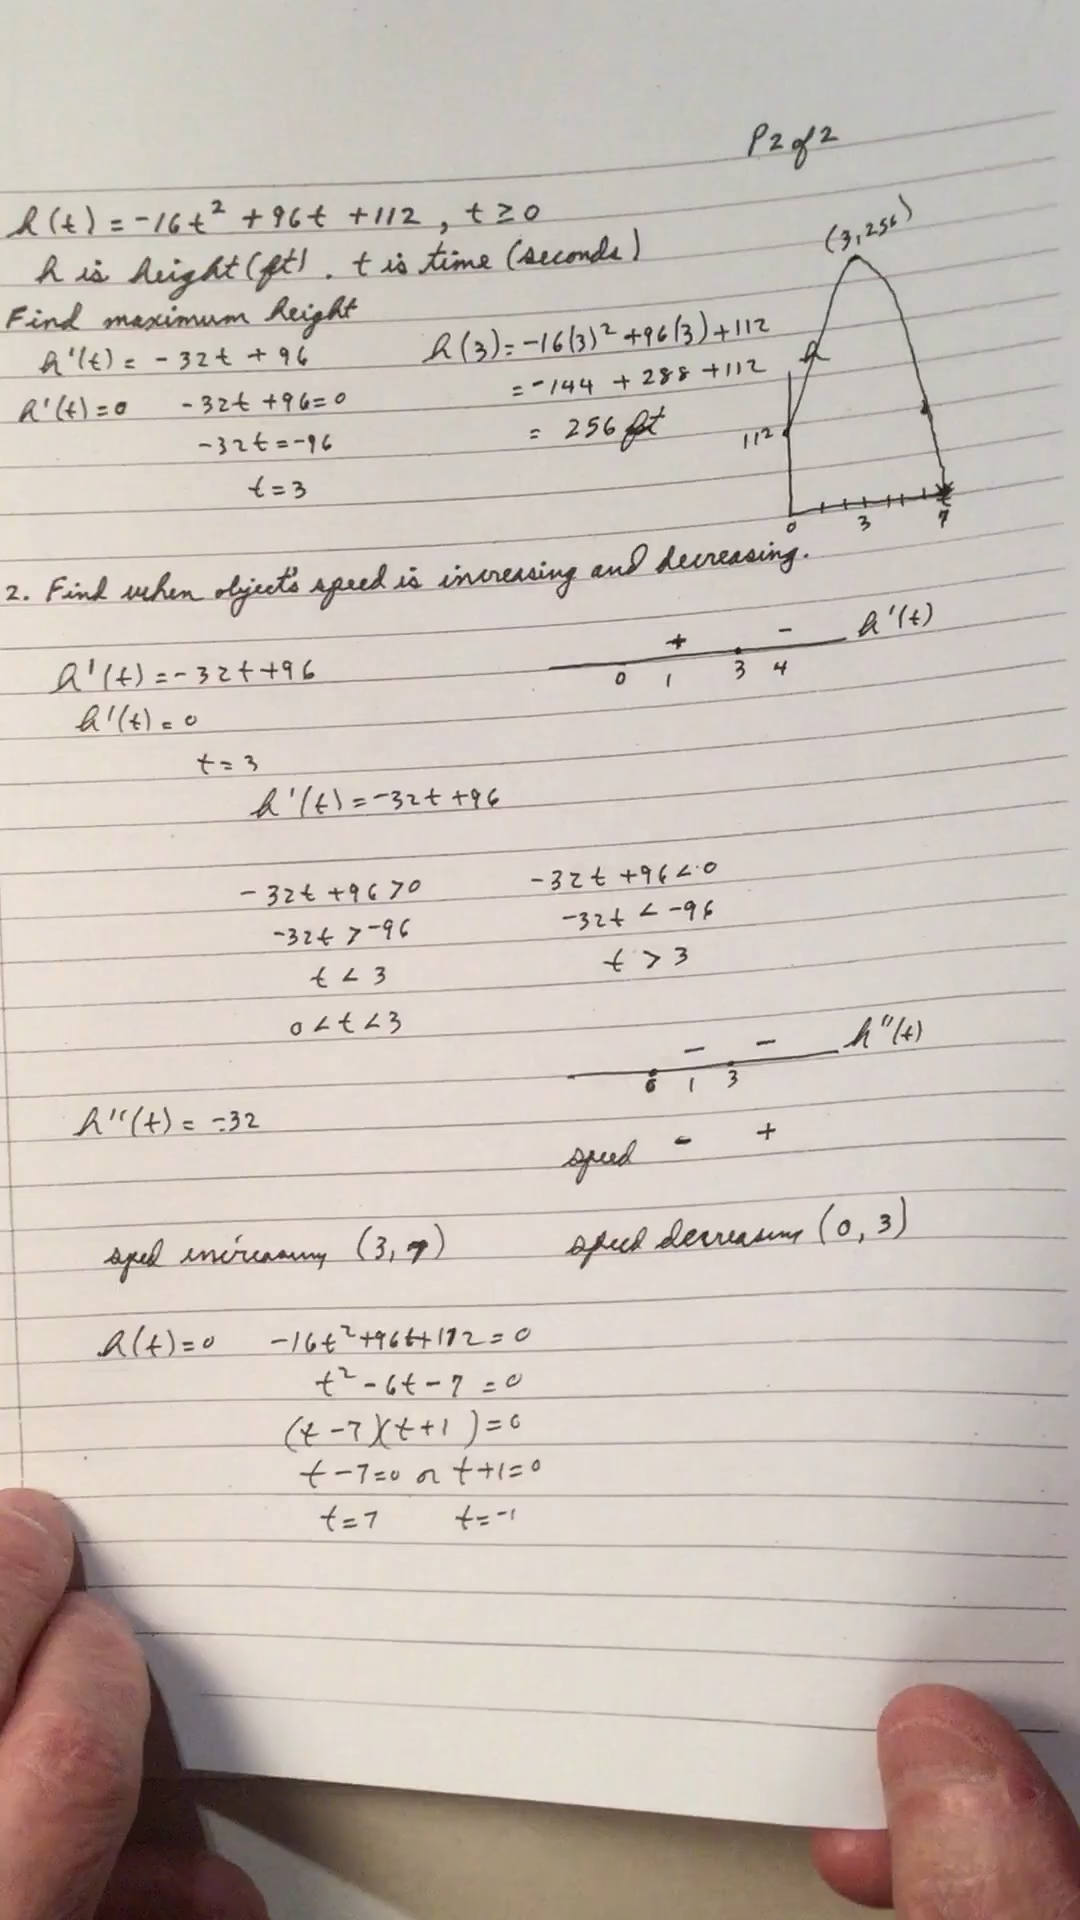 P2 of 2
h(t) = -16t² + 96t + 112, t ≥ 0
h is height (ft). t is time (seconds)
Find maximum height
h'(t) = -32t + 96
h'(t) = 0 -32t + 96 = 0
-32t = -96
t = 3
h(3) = -16(3)² + 96(3) + 112
= -144 + 288 + 112
= 256 ft
(3, 256)
h
112
0 3 7
t
2. Find when object's speed is increasing and decreasing.
h'(t) = -32t + 96
h'(t) = 0
t = 3
+ - h'(t)
0 1 3 4
h'(t) = -32t + 96
-32t + 96 > 0 -32t + 96 < 0
-32t > -96 -32t < -96
t < 3 t > 3
0 < t < 3
h''(t) = -32
- - h''(t)
0 1 3
speed - +
sped increasing (3, 7) speed decreasing (0, 3)
h(t) = 0 -16t² + 96t + 112 = 0
t² - 6t - 7 = 0
(t - 7)(t + 1) = 0
t - 7 = 0 or t + 1 = 0
t = 7 t = -1